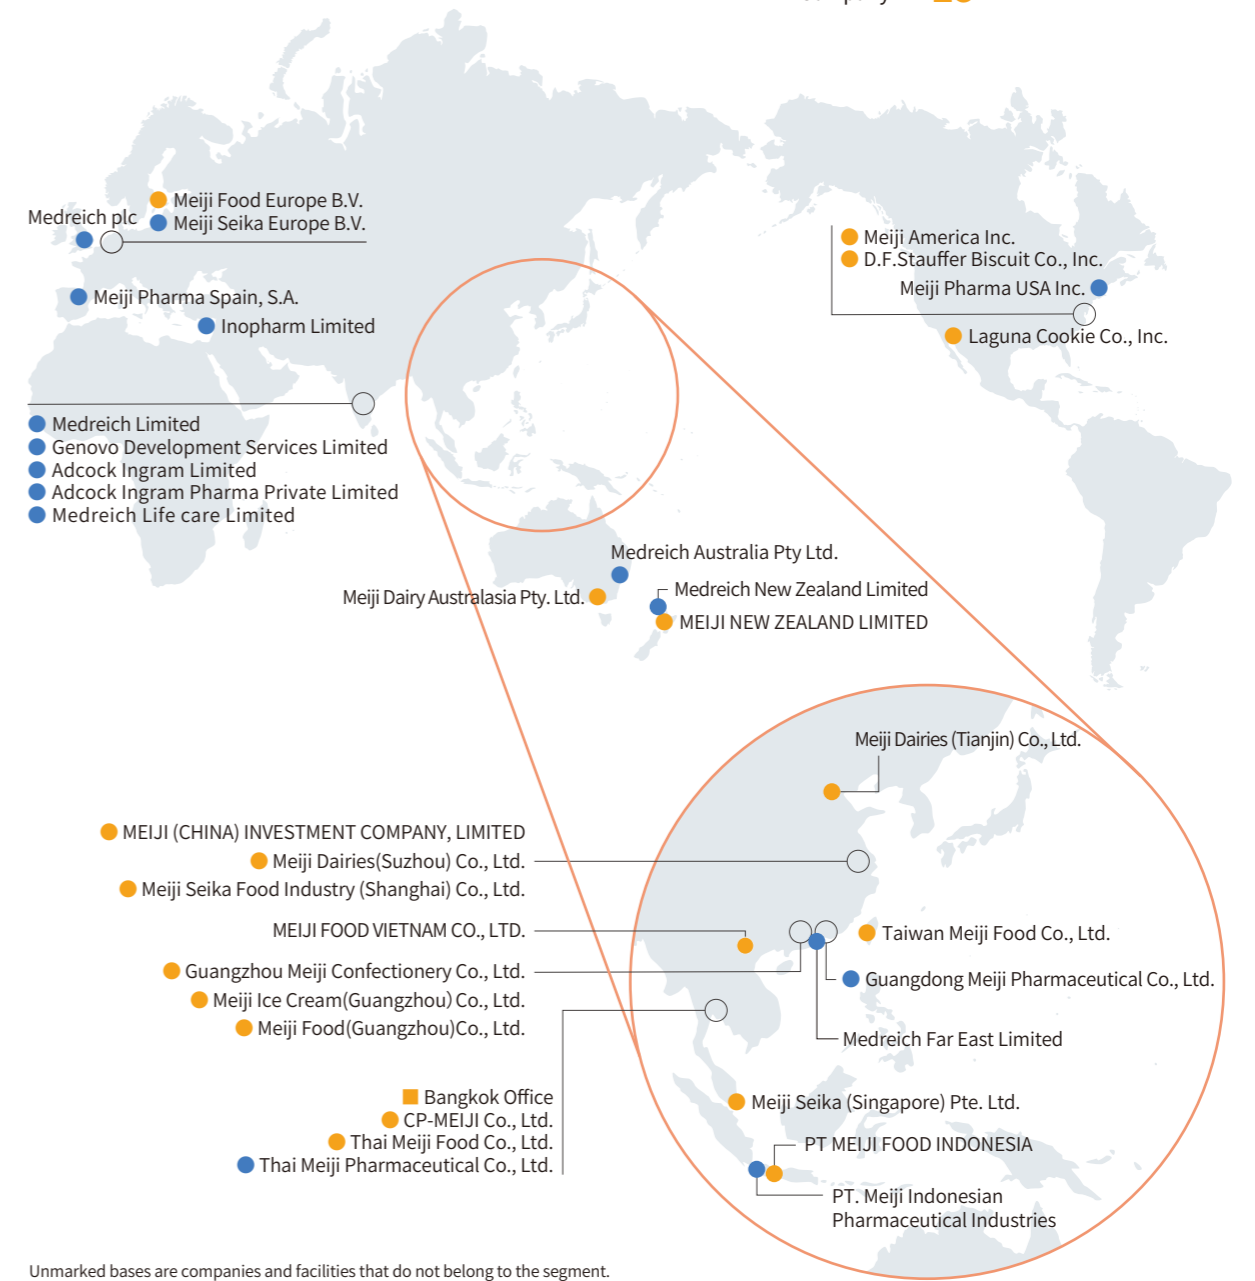 Medreich plc
Meiji Food Europe B.V.
Meiji Seika Europe B.V.
Meiji Pharma Spain, S.A.
Inopharm Limited
Medreich Limited
Genovo Development Services Limited
Adcock Ingram Limited
Adcock Ingram Pharma Private Limited
Medreich Life care Limited
Meiji America Inc.
D.F.Stauffer Biscuit Co., Inc.
Meiji Pharma USA Inc.
Laguna Cookie Co., Inc.
Medreich Australia Pty Ltd.
Meiji Dairy Australasia Pty. Ltd.
Medreich New Zealand Limited
MEIJI NEW ZEALAND LIMITED
Meiji Dairies (Tianjin) Co., Ltd.
MEIJI (CHINA) INVESTMENT COMPANY, LIMITED
Meiji Dairies(Suzhou) Co., Ltd.
Meiji Seika Food Industry (Shanghai) Co., Ltd.
MEIJI FOOD VIETNAM CO., LTD.
Guangzhou Meiji Confectionery Co., Ltd.
Meiji Ice Cream(Guangzhou) Co., Ltd.
Meiji Food(Guangzhou)Co., Ltd.
Taiwan Meiji Food Co., Ltd.
Guangdong Meiji Pharmaceutical Co., Ltd.
Medreich Far East Limited
Bangkok Office
CP-MEIJI Co., Ltd.
Thai Meiji Food Co., Ltd.
Thai Meiji Pharmaceutical Co., Ltd.
Meiji Seika (Singapore) Pte. Ltd.
PT MEIJI FOOD INDONESIA
PT. Meiji Indonesian
Pharmaceutical Industries
Unmarked bases are companies and facilities that do not belong to the segment.